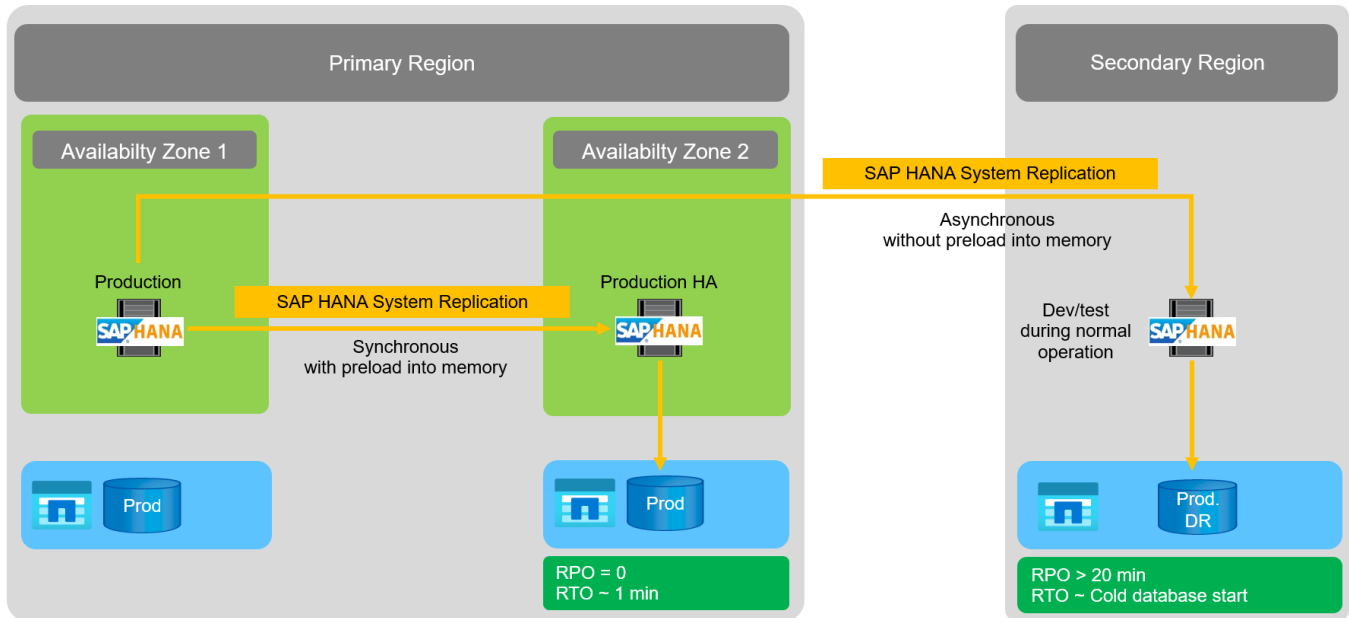 Primary Region
Secondary Region
Availabilty Zone 1
Availabilty Zone 2
SAP HANA System Replication
Asynchronous
without preload into memory
Production
SAP HANA
SAP HANA System Replication
Synchronous
with preload into memory
Production HA
SAP HANA
Dev/test
during normal
operation
SAP HANA
Prod
Prod
Prod.
DR
RPO = 0
RTO ~ 1 min
RPO > 20 min
RTO ~ Cold database start